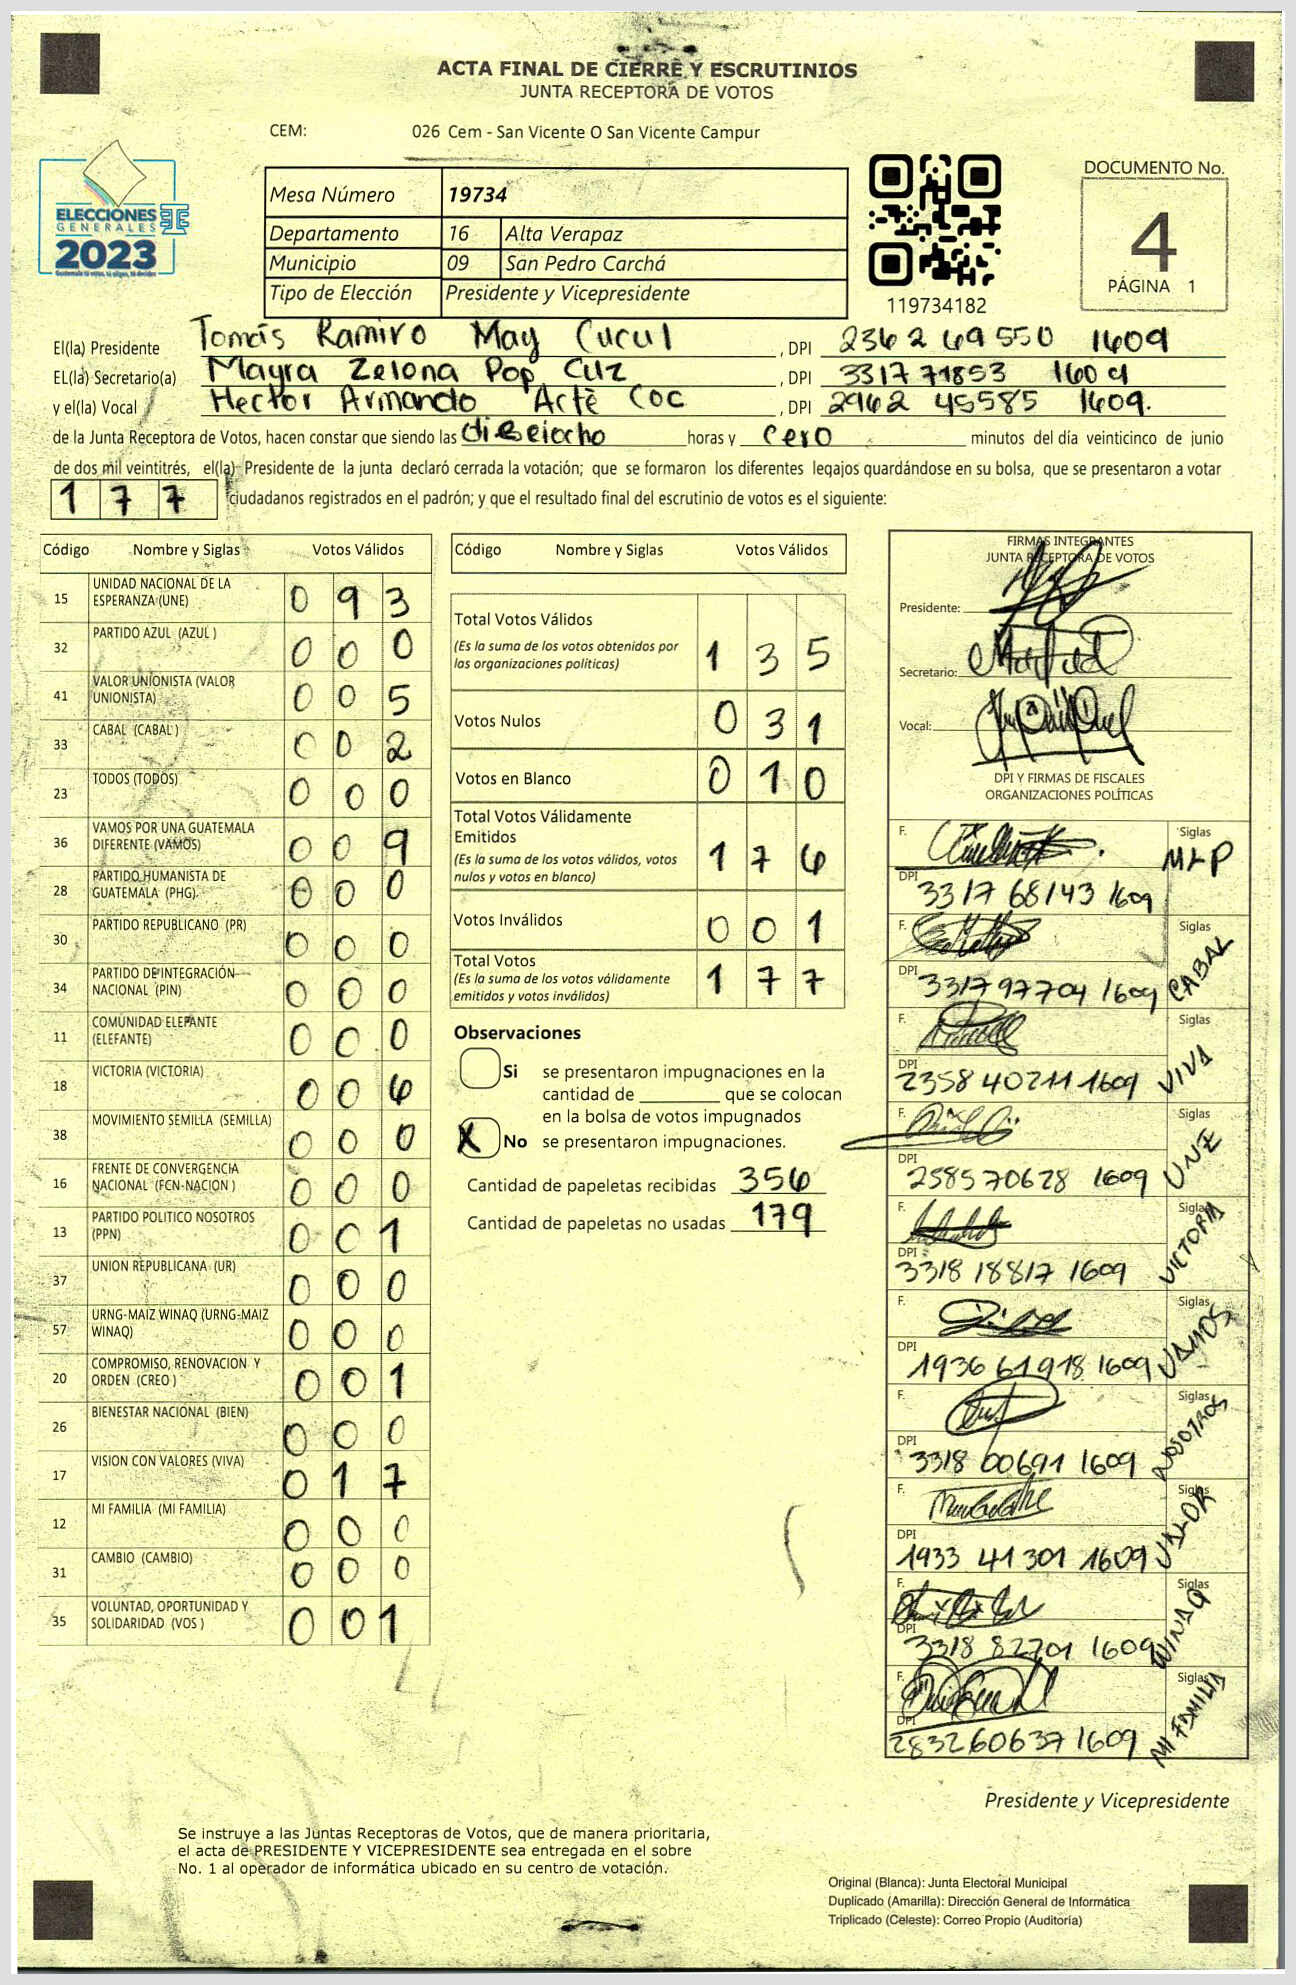 ACTA FINAL DE CIERRE Y ESCRUTINIOS
JUNTA RECEPTORA DE VOTOS
CEM: 026 Cem - San Vicente O San Vicente Campur
ELECCIONES
GENERALES
2023
Mesa Número 19734
Departamento 16 Alta Verapaz
Municipio 09 San Pedro Carchá
Tipo de Elección Presidente y Vicepresidente
119734182
DOCUMENTO No.
4
PÁGINA 1
El(la) Presidente Tomás Ramiro May Cucul , DPI 2362 69550 1609
EL(la) Secretario(a) Mayra Zelona Pop Cuz , DPI 3317 71853 1609
y el(la) Vocal Hector Armando Acté Coc , DPI 2962 45585 1609.
de la Junta Receptora de Votos, hacen constar que siendo las dieciocho horas y cero minutos del día veinticinco de junio
de dos mil veintitrés, el(la) Presidente de la junta declaró cerrada la votación; que se formaron los diferentes legajos guardándose en su bolsa, que se presentaron a votar
177 ciudadanos registrados en el padrón; y que el resultado final del escrutinio de votos es el siguiente:
Código Nombre y Siglas Votos Válidos
15 UNIDAD NACIONAL DE LA ESPERANZA (UNE) 0 9 3
32 PARTIDO AZUL (AZUL ) 0 0 0
41 VALOR UNIONISTA (VALOR UNIONISTA) 0 0 5
33 CABAL (CABAL ) 0 0 2
23 TODOS (TODOS) 0 0 0
36 VAMOS POR UNA GUATEMALA DIFERENTE (VAMOS) 0 0 9
28 PARTIDO HUMANISTA DE GUATEMALA (PHG) 0 0 0
30 PARTIDO REPUBLICANO (PR) 0 0 0
34 PARTIDO DE INTEGRACIÓN NACIONAL (PIN) 0 0 0
11 COMUNIDAD ELEFANTE (ELEFANTE) 0 0 0
18 VICTORIA (VICTORIA) 0 0 6
38 MOVIMIENTO SEMILLA (SEMILLA) 0 0 0
16 FRENTE DE CONVERGENCIA NACIONAL (FCN-NACION ) 0 0 0
13 PARTIDO POLITICO NOSOTROS (PPN) 0 0 1
37 UNION REPUBLICANA (UR) 0 0 0
57 URNG-MAIZ WINAQ (URNG-MAIZ WINAQ) 0 0 0
20 COMPROMISO, RENOVACION Y ORDEN (CREO ) 0 0 1
26 BIENESTAR NACIONAL (BIEN) 0 0 0
17 VISION CON VALORES (VIVA) 0 1 7
12 MI FAMILIA (MI FAMILIA) 0 0 0
31 CAMBIO (CAMBIO) 0 0 0
35 VOLUNTAD, OPORTUNIDAD Y SOLIDARIDAD (VOS ) 0 0 1
Código Nombre y Siglas Votos Válidos
Total Votos Válidos 1 3 5
(Es la suma de los votos obtenidos por
las organizaciones políticas)
Votos Nulos 0 3 1
Votos en Blanco 0 1 0
Total Votos Válidamente
Emitidos 1 7 6
(Es la suma de los votos válidos, votos
nulos y votos en blanco)
Votos Inválidos 0 0 1
Total Votos 1 7 7
(Es la suma de los votos válidamente
emitidos y votos inválidos)
Observaciones
Si se presentaron impugnaciones en la
cantidad de ________ que se colocan
en la bolsa de votos impugnados
X No se presentaron impugnaciones.
Cantidad de papeletas recibidas 356
Cantidad de papeletas no usadas 179
FIRMAS INTEGRANTES
JUNTA RECEPTORA DE VOTOS
Presidente:
Secretario:
Vocal:
DPI Y FIRMAS DE FISCALES
ORGANIZACIONES POLÍTICAS
F. Siglas MLP
DPI 3317 68143 1609
F. Siglas CABAL
DPI 3317 97704 1609
F. Siglas VIVA
DPI 2358 40211 1609
F. Siglas UNE
DPI 2585 70628 1609
F. Siglas VICTORIA
DPI 3318 18817 1609
F. Siglas VAMOS
DPI 1936 61918 1609
F. Siglas NOSOTROS
DPI 3318 00691 1609
F. Siglas VALOR
DPI 1933 41301 1609
F. Siglas WINAQ
DPI 3318 82701 1609
F. Siglas MI FAMILIA
DPI 2832 60637 1609
Presidente y Vicepresidente
Se instruye a las Juntas Receptoras de Votos, que de manera prioritaria,
el acta de PRESIDENTE Y VICEPRESIDENTE sea entregada en el sobre
No. 1 al operador de informática ubicado en su centro de votación.
Original (Blanca): Junta Electoral Municipal
Duplicado (Amarilla): Dirección General de Informática
Triplicado (Celeste): Correo Propio (Auditoría)